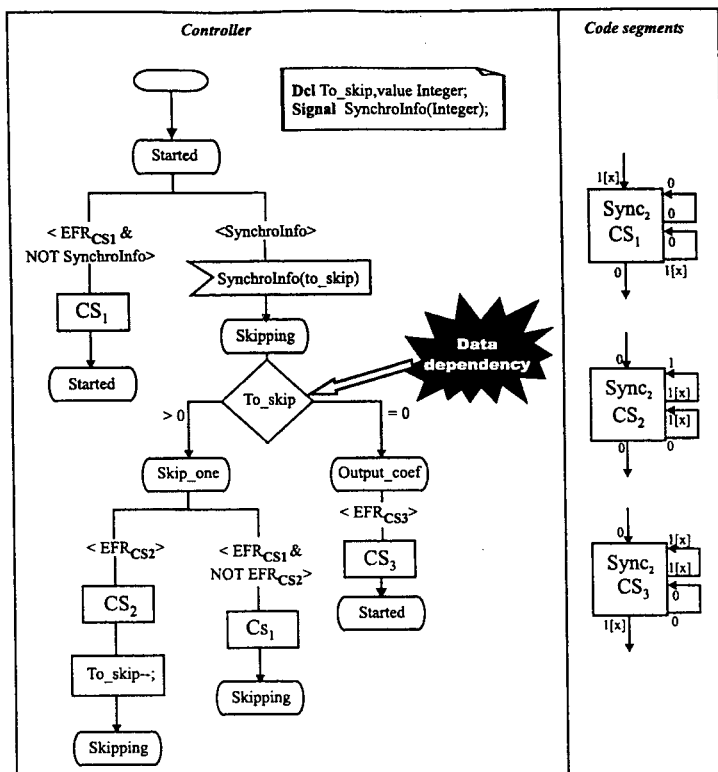 Controller
Code segments
Dcl To_skip,value Integer;
Signal SynchroInfo(Integer);
Started
< EFRCS1 &
NOT SynchroInfo>
<SynchroInfo>
SynchroInfo(to_skip)
CS1
Skipping
Started
Data
dependency
To_skip
> 0
= 0
Skip_one
Output_coef
< EFRCS2>
< EFRCS1 &
NOT EFRCS2>
< EFRCS3>
CS2
Cs1
CS3
To_skip--;
Skipping
Started
Skipping
1[x]
0
Sync2
CS1
0
0
0
1[x]
0
1
Sync2
CS2
1[x]
1[x]
0
0
0
1[x]
Sync2
CS3
1[x]
0
1[x]
0